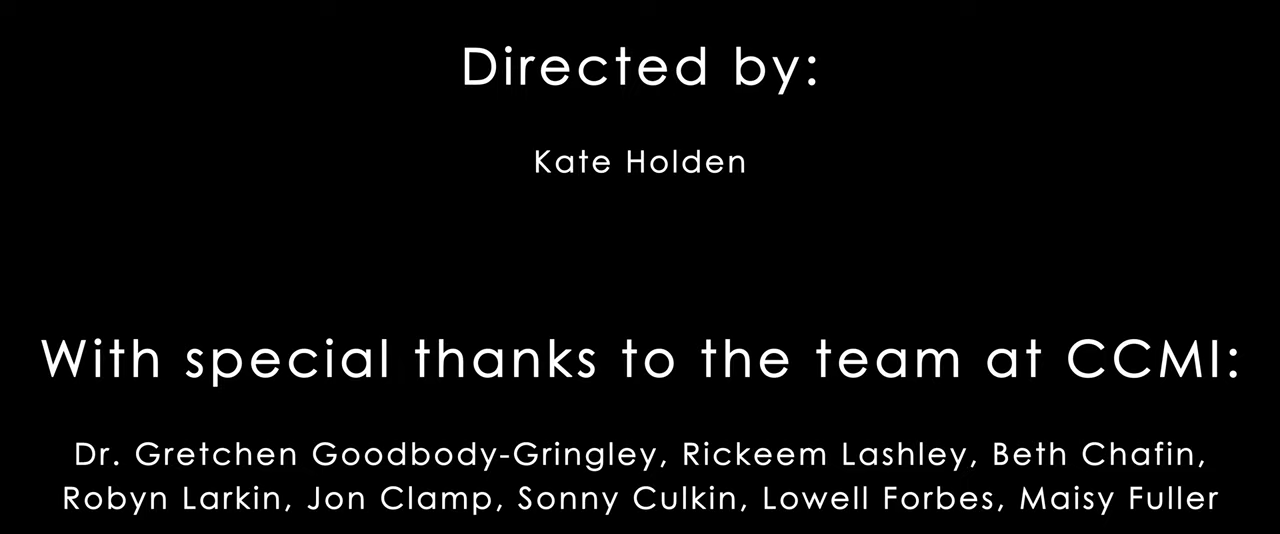 Directed by:
Kate Holden
With special thanks to the team at CCMI:
Dr. Gretchen Goodbody-Gringley, Rickeem Lashley, Beth Chafin,
Robyn Larkin, Jon Clamp, Sonny Culkin, Lowell Forbes, Maisy Fuller